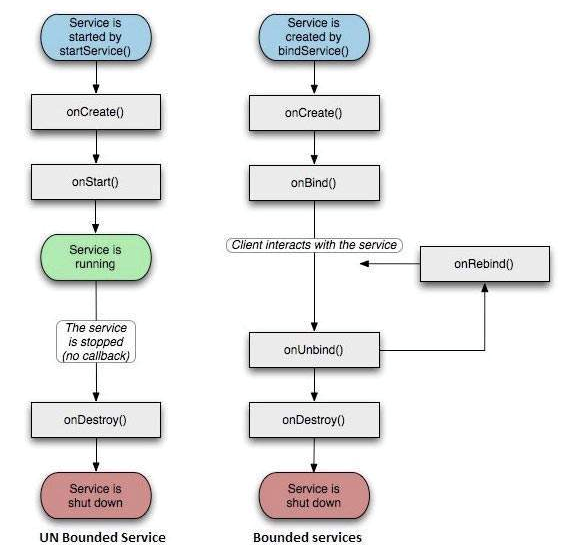 Service is
started by
startService()
onCreate()
onStart()
Service is
running
The service
is stopped
(no callback)
onDestroy()
Service is
shut down
UN Bounded Service
Service is
created by
bindService()
onCreate()
onBind()
Client interacts with the service
onRebind()
onUnbind()
onDestroy()
Service is
shut down
Bounded services